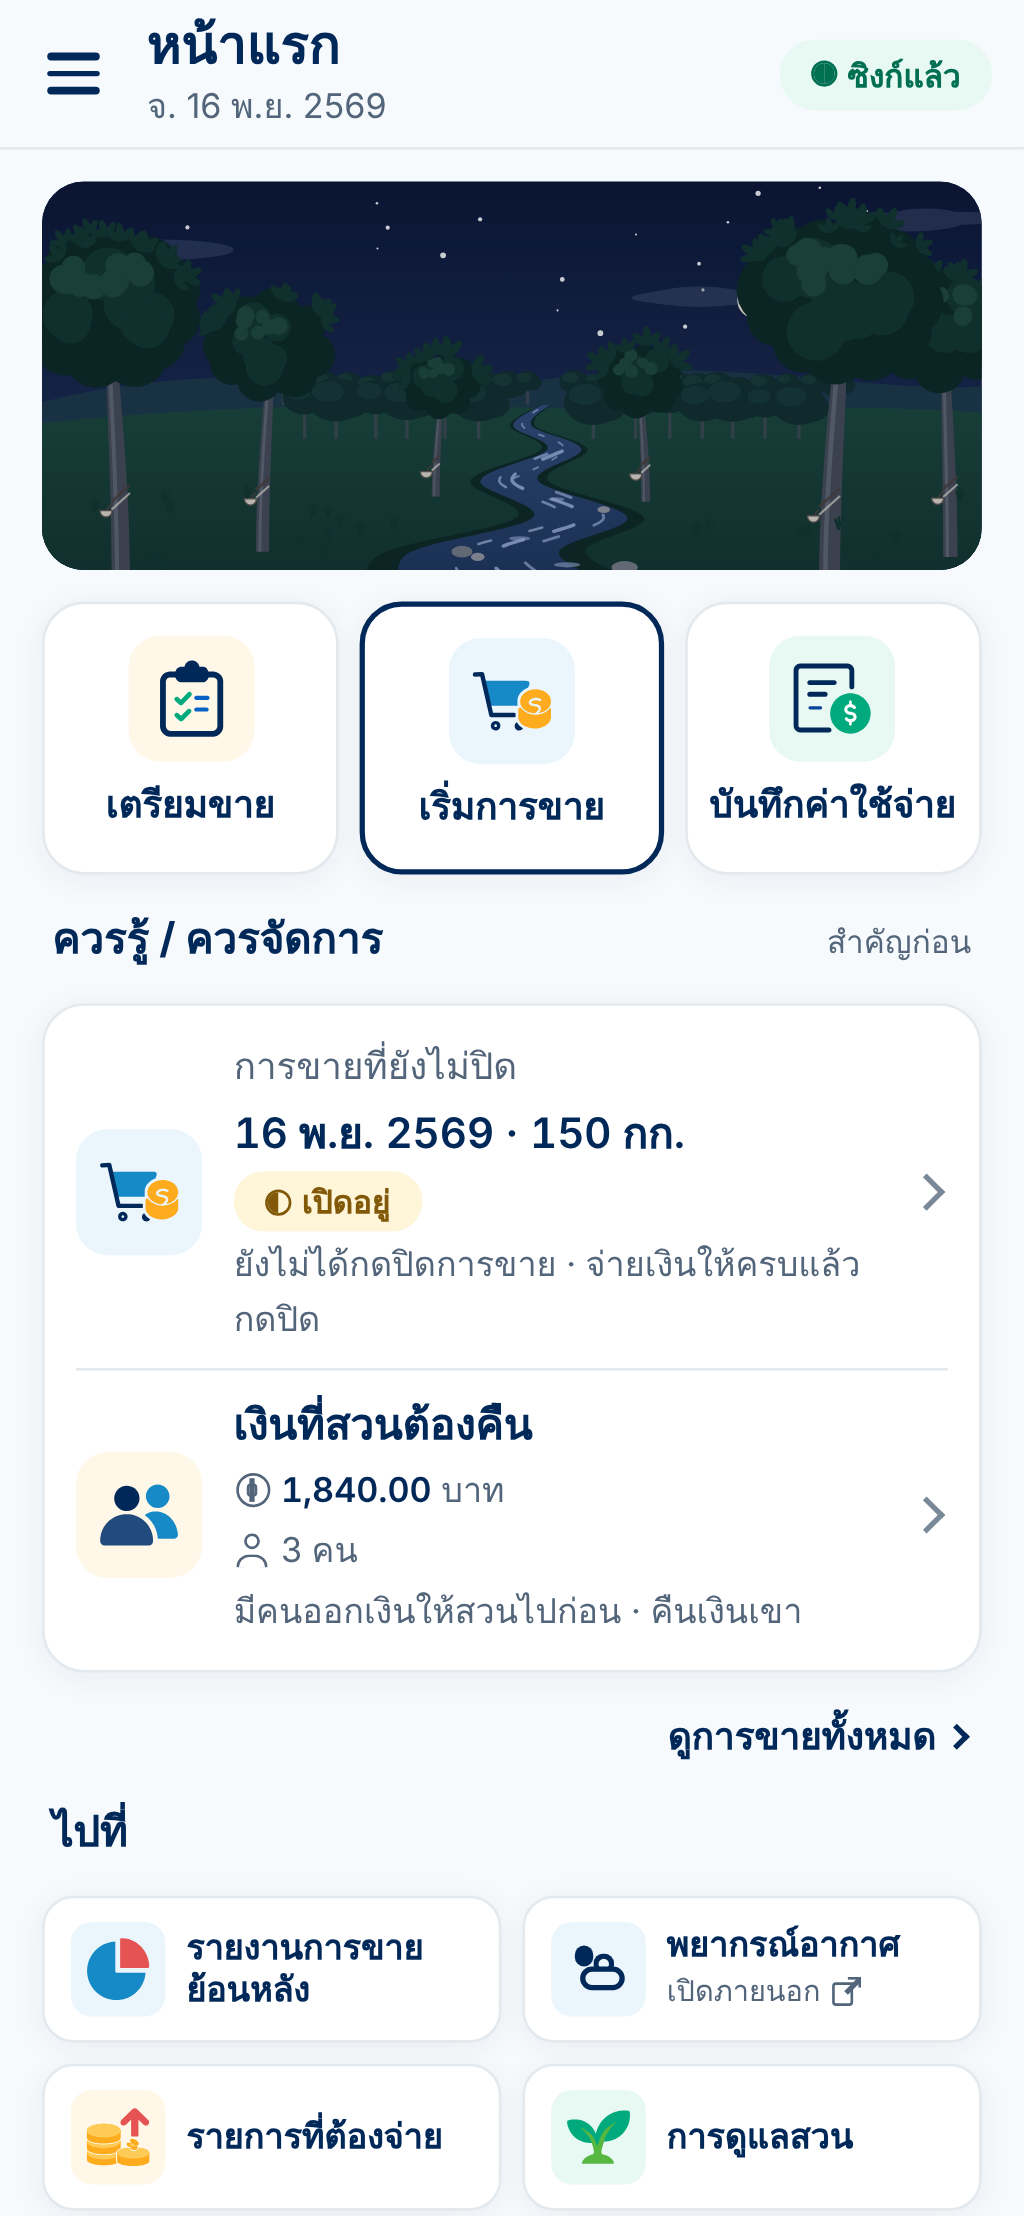 หน้าแรก
จ. 16 พ.ย. 2569
ซิงก์แล้ว
เตรียมขาย
เริ่มการขาย
บันทึกค่าใช้จ่าย
ควรรู้ / ควรจัดการ
สำคัญก่อน
การขายที่ยังไม่ปิด
16 พ.ย. 2569 · 150 กก.
เปิดอยู่
ยังไม่ได้กดปิดการขาย · จ่ายเงินให้ครบแล้ว
กดปิด
เงินที่สวนต้องคืน
1,840.00 บาท
3 คน
มีคนออกเงินให้สวนไปก่อน · คืนเงินเขา
ดูการขายทั้งหมด
ไปที่
รายงานการขาย
ย้อนหลัง
พยากรณ์อากาศ
เปิดภายนอก
รายการที่ต้องจ่าย
การดูแลสวน